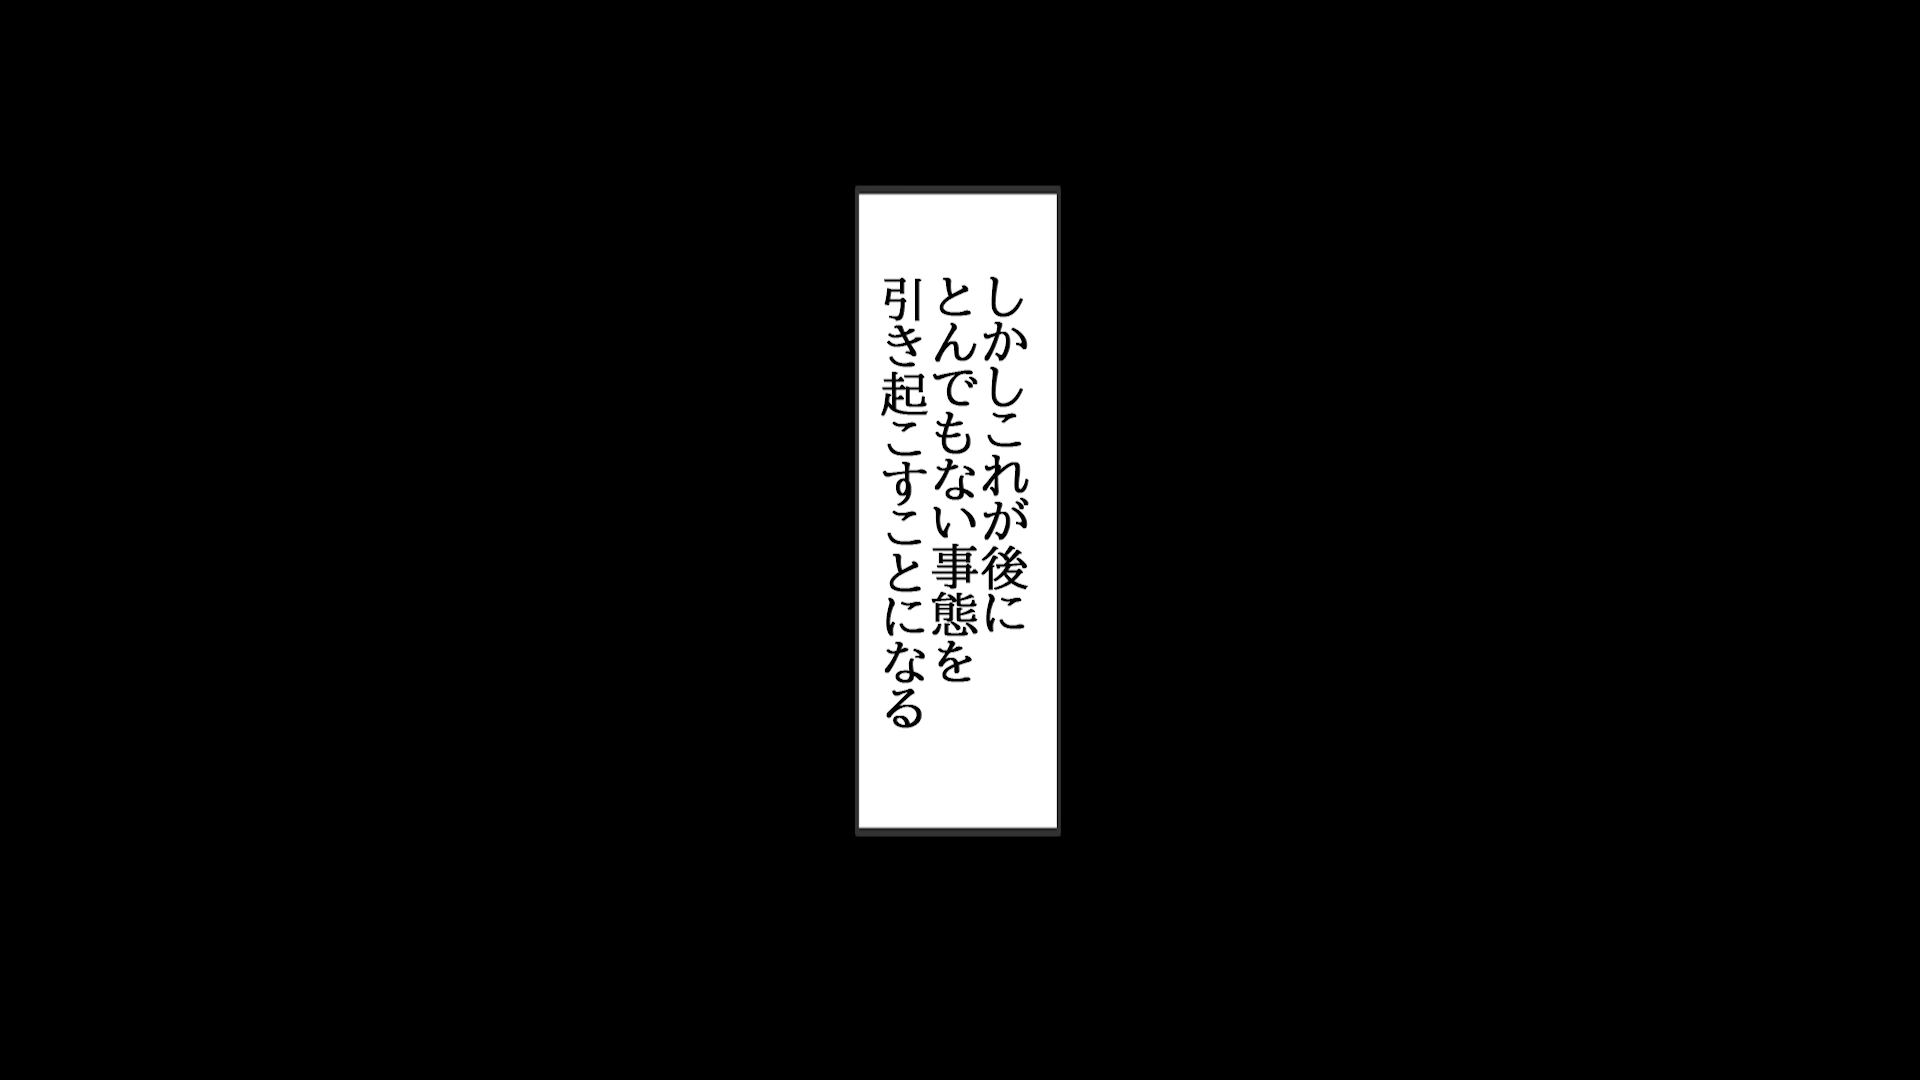 しかしこれが後に
とんでもない事態を
引き起こすことになる